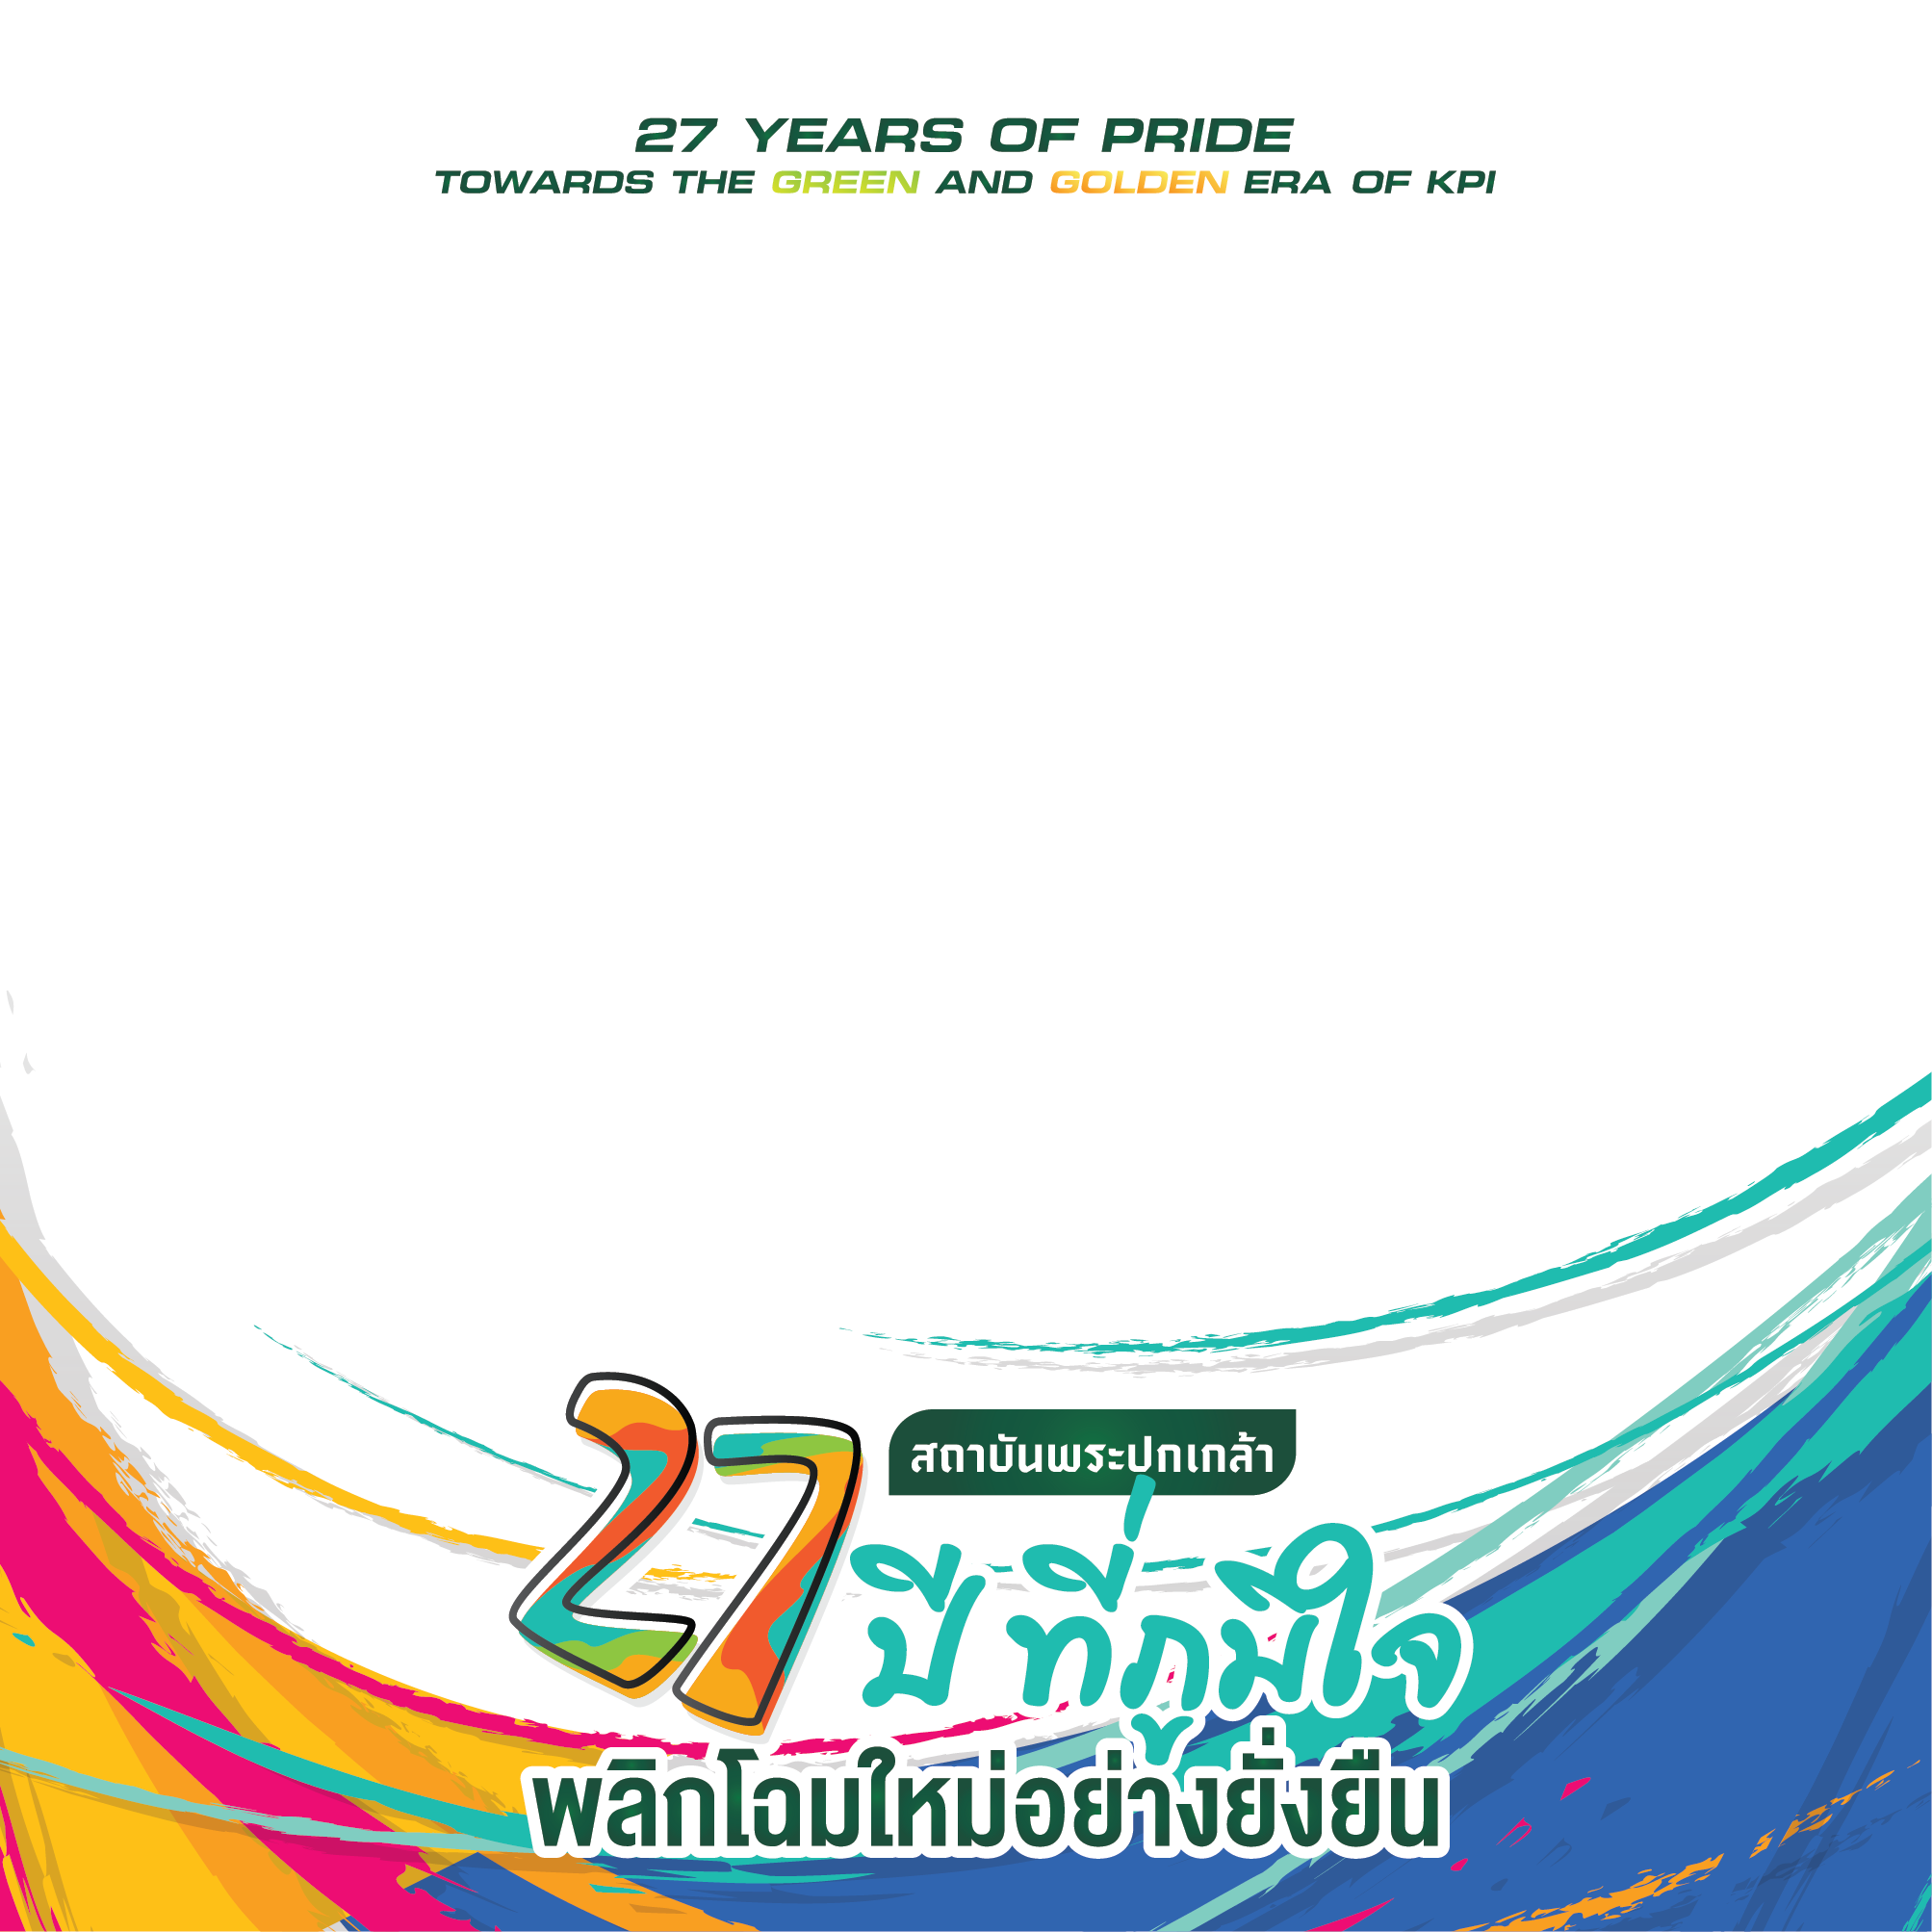 27 YEARS OF PRIDE
TOWARDS THE GREEN AND GOLDEN ERA OF KPI
สถาบันพระปกเกล้า
27 ปี ที่ภูมิใจ
พลิกโฉมใหม่อย่างยั่งยืน